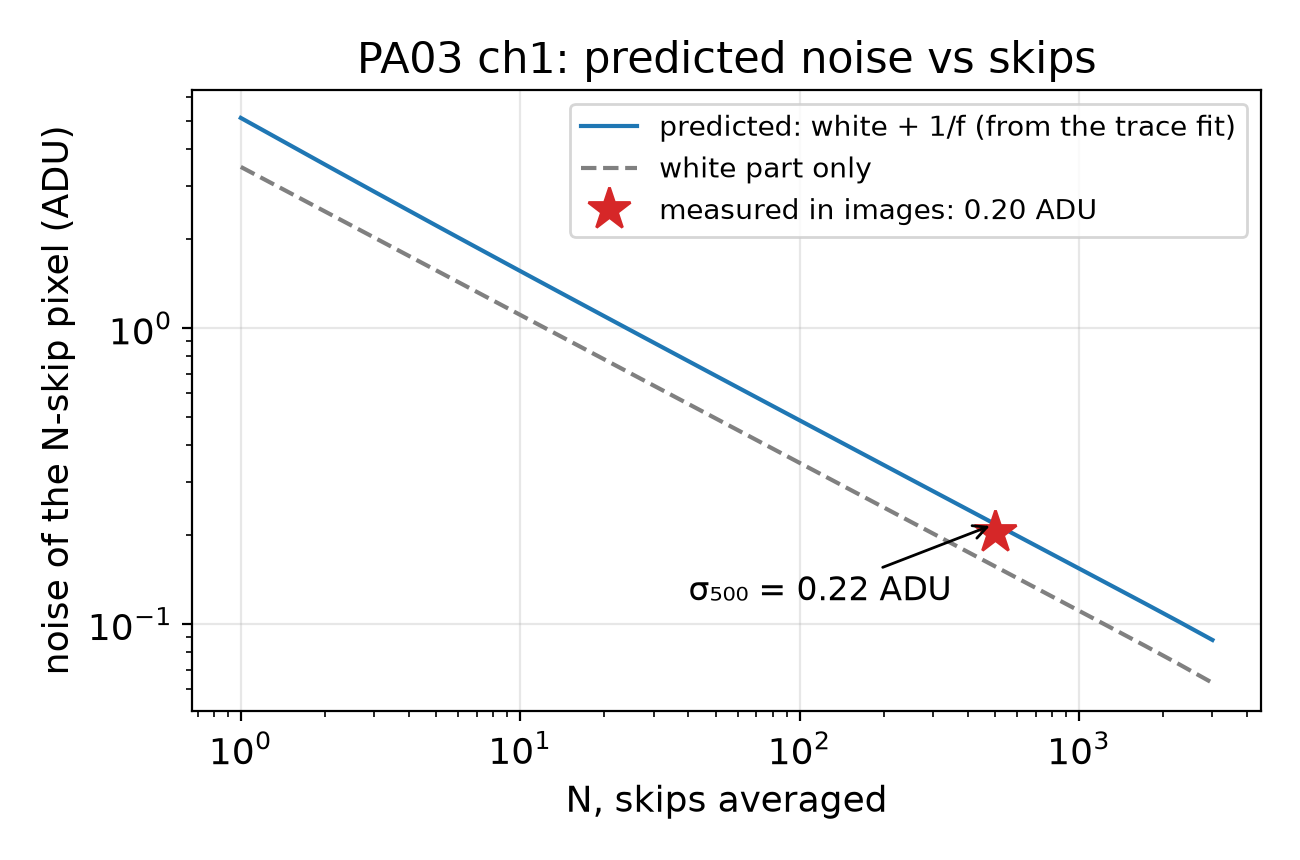 PA03 ch1: predicted noise vs skips
predicted: white + 1/f (from the trace fit)
white part only
measured in images: 0.20 ADU
noise of the N-skip pixel (ADU)
10⁰
10⁻¹
σ₅₀₀ = 0.22 ADU
10⁰ 10¹ 10² 10³
N, skips averaged